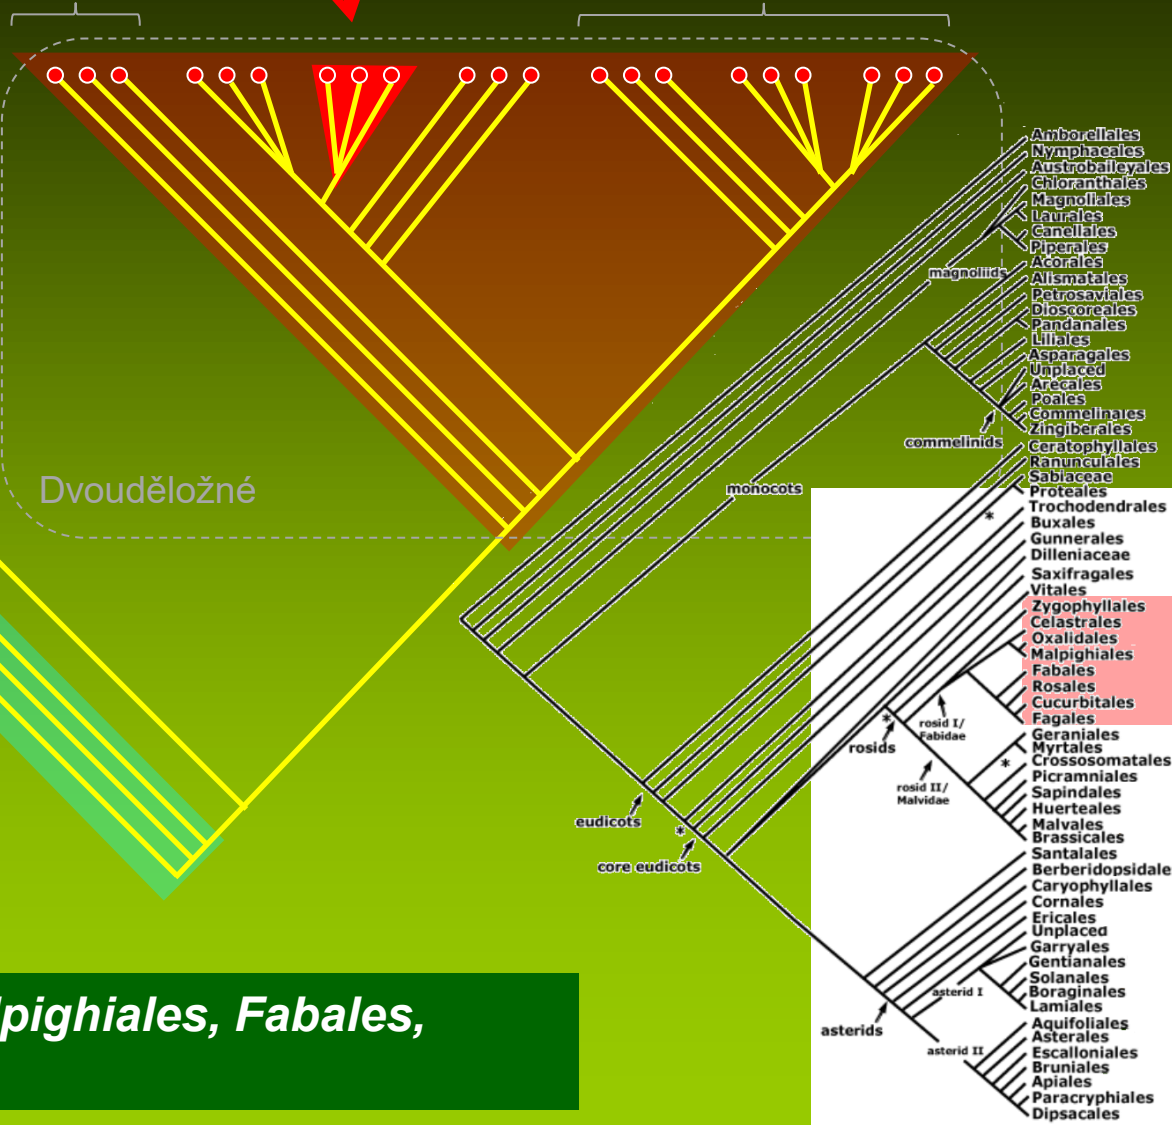 Amborellales
Nymphaeales
Austrobaileyales
Chloranthales
Magnoliales
Laurales
Canellales
Piperales
magnoliids
Acorales
Alismatales
Petrosaviales
Dioscoreales
Pandanales
Liliales
Asparagales
Unplaced
Arecales
Poales
Commelinales
Zingiberales
commelinids
Ceratophyllales
Ranunculales
Sabiaceae
Dvouděložné
monocots
Proteales
Trochodendrales
*
Buxales
Gunnerales
Dilleniaceae
Saxifragales
Vitales
Zygophyllales
Celastrales
Oxalidales
Malpighiales
Fabales
Rosales
Cucurbitales
Fagales
*
rosid I/
Fabidae
rosids
Geraniales
Myrtales
Crossosomatales
*
Picramniales
Sapindales
rosid II/
Malvidae
Huerteales
Malvales
Brassicales
eudicots
*
core eudicots
Santalales
Berberidopsidale
Caryophyllales
Cornales
Ericales
Unplaced
Garryales
Gentianales
Solanales
Boraginales
Lamiales
asterid I
asterids
lpighiales, Fabales,
Aquifoliales
Asterales
asterid II
Escalloniales
Bruniales
Apiales
Paracryphiales
Dipsacales